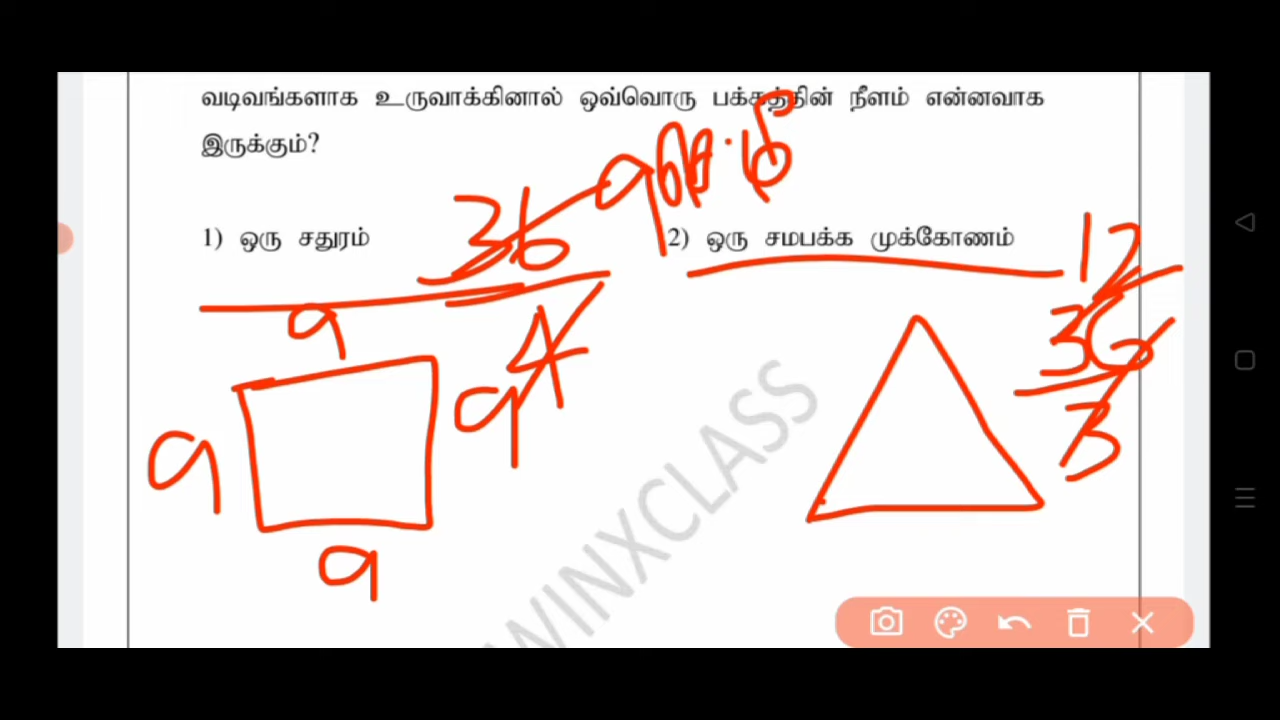 வடிவங்களாக உருவாக்கினால் ஒவ்வொரு பக்கத்தின் நீளம் என்னவாக
இருக்கும்?
36 9 செ.மீ
1) ஒரு சதுரம் 2) ஒரு சமபக்க முக்கோணம் 12
4 36
9 3
9 9
9
WINXCLASS